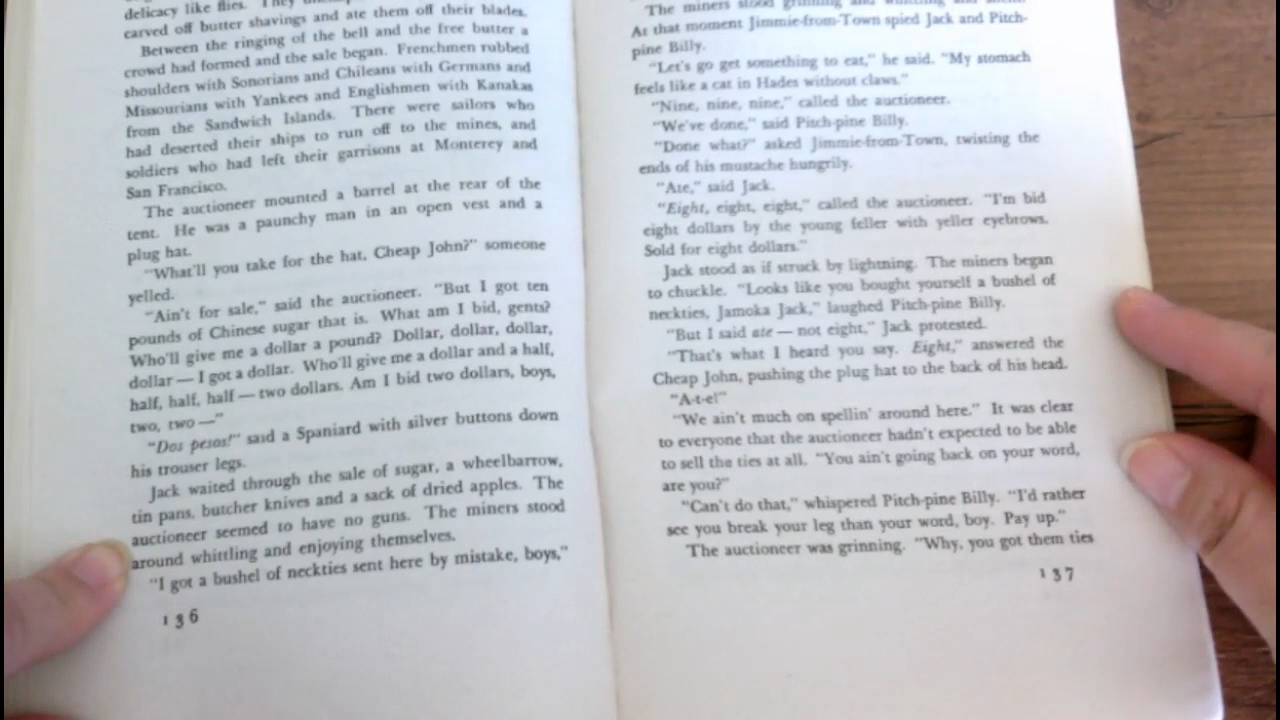 delicacy like flies. They
carved off butter shavings and ate them off their blades.
Between the ringing of the bell and the free butter a
crowd had formed and the sale began. Frenchmen rubbed
shoulders with Sonorians and Chileans with Germans and
Missourians with Yankees and Englishmen with Kanakas
from the Sandwich Islands. There were sailors who
had deserted their ships to run off to the mines, and
soldiers who had left their garrisons at Monterey and
San Francisco.
The auctioneer mounted a barrel at the rear of the
tent. He was a paunchy man in an open vest and a
plug hat.
"What'll you take for the hat, Cheap John?" someone
yelled.
"Ain't for sale," said the auctioneer. "But I got ten
pounds of Chinese sugar that is. What am I bid, gents?
Who'll give me a dollar a pound? Dollar, dollar, dollar,
dollar — I got a dollar. Who'll give me a dollar and a half,
half, half, half — two dollars. Am I bid two dollars, boys,
two, two —"
"Dos pesos!" said a Spaniard with silver buttons down
his trouser legs.
Jack waited through the sale of sugar, a wheelbarrow,
tin pans, butcher knives and a sack of dried apples. The
auctioneer seemed to have no guns. The miners stood
around whittling and enjoying themselves.
"I got a bushel of neckties sent here by mistake, boys,"
136
The miners stood grinning and whittling and
At that moment Jimmie-from-Town spied Jack and Pitch-
pine Billy.
"Let's go get something to eat," he said. "My stomach
feels like a cat in Hades without claws."
"Nine, nine, nine," called the auctioneer.
"We've done," said Pitch-pine Billy.
"Done what?" asked Jimmie-from-Town, twisting the
ends of his mustache hungrily.
"Ate," said Jack.
"Eight, eight, eight," called the auctioneer. "I'm bid
eight dollars by the young feller with yeller eyebrows.
Sold for eight dollars."
Jack stood as if struck by lightning. The miners began
to chuckle. "Looks like you bought yourself a bushel of
neckties, Jamoka Jack," laughed Pitch-pine Billy.
"But I said ate — not eight," Jack protested.
"That's what I heard you say. Eight," answered the
Cheap John, pushing the plug hat to the back of his head.
"A-t-e!"
"We ain't much on spellin' around here." It was clear
to everyone that the auctioneer hadn't expected to be able
to sell the ties at all. "You ain't going back on your word,
are you?"
"Can't do that," whispered Pitch-pine Billy. "I'd rather
see you break your leg than your word, boy. Pay up."
The auctioneer was grinning. "Why, you got them ties
137